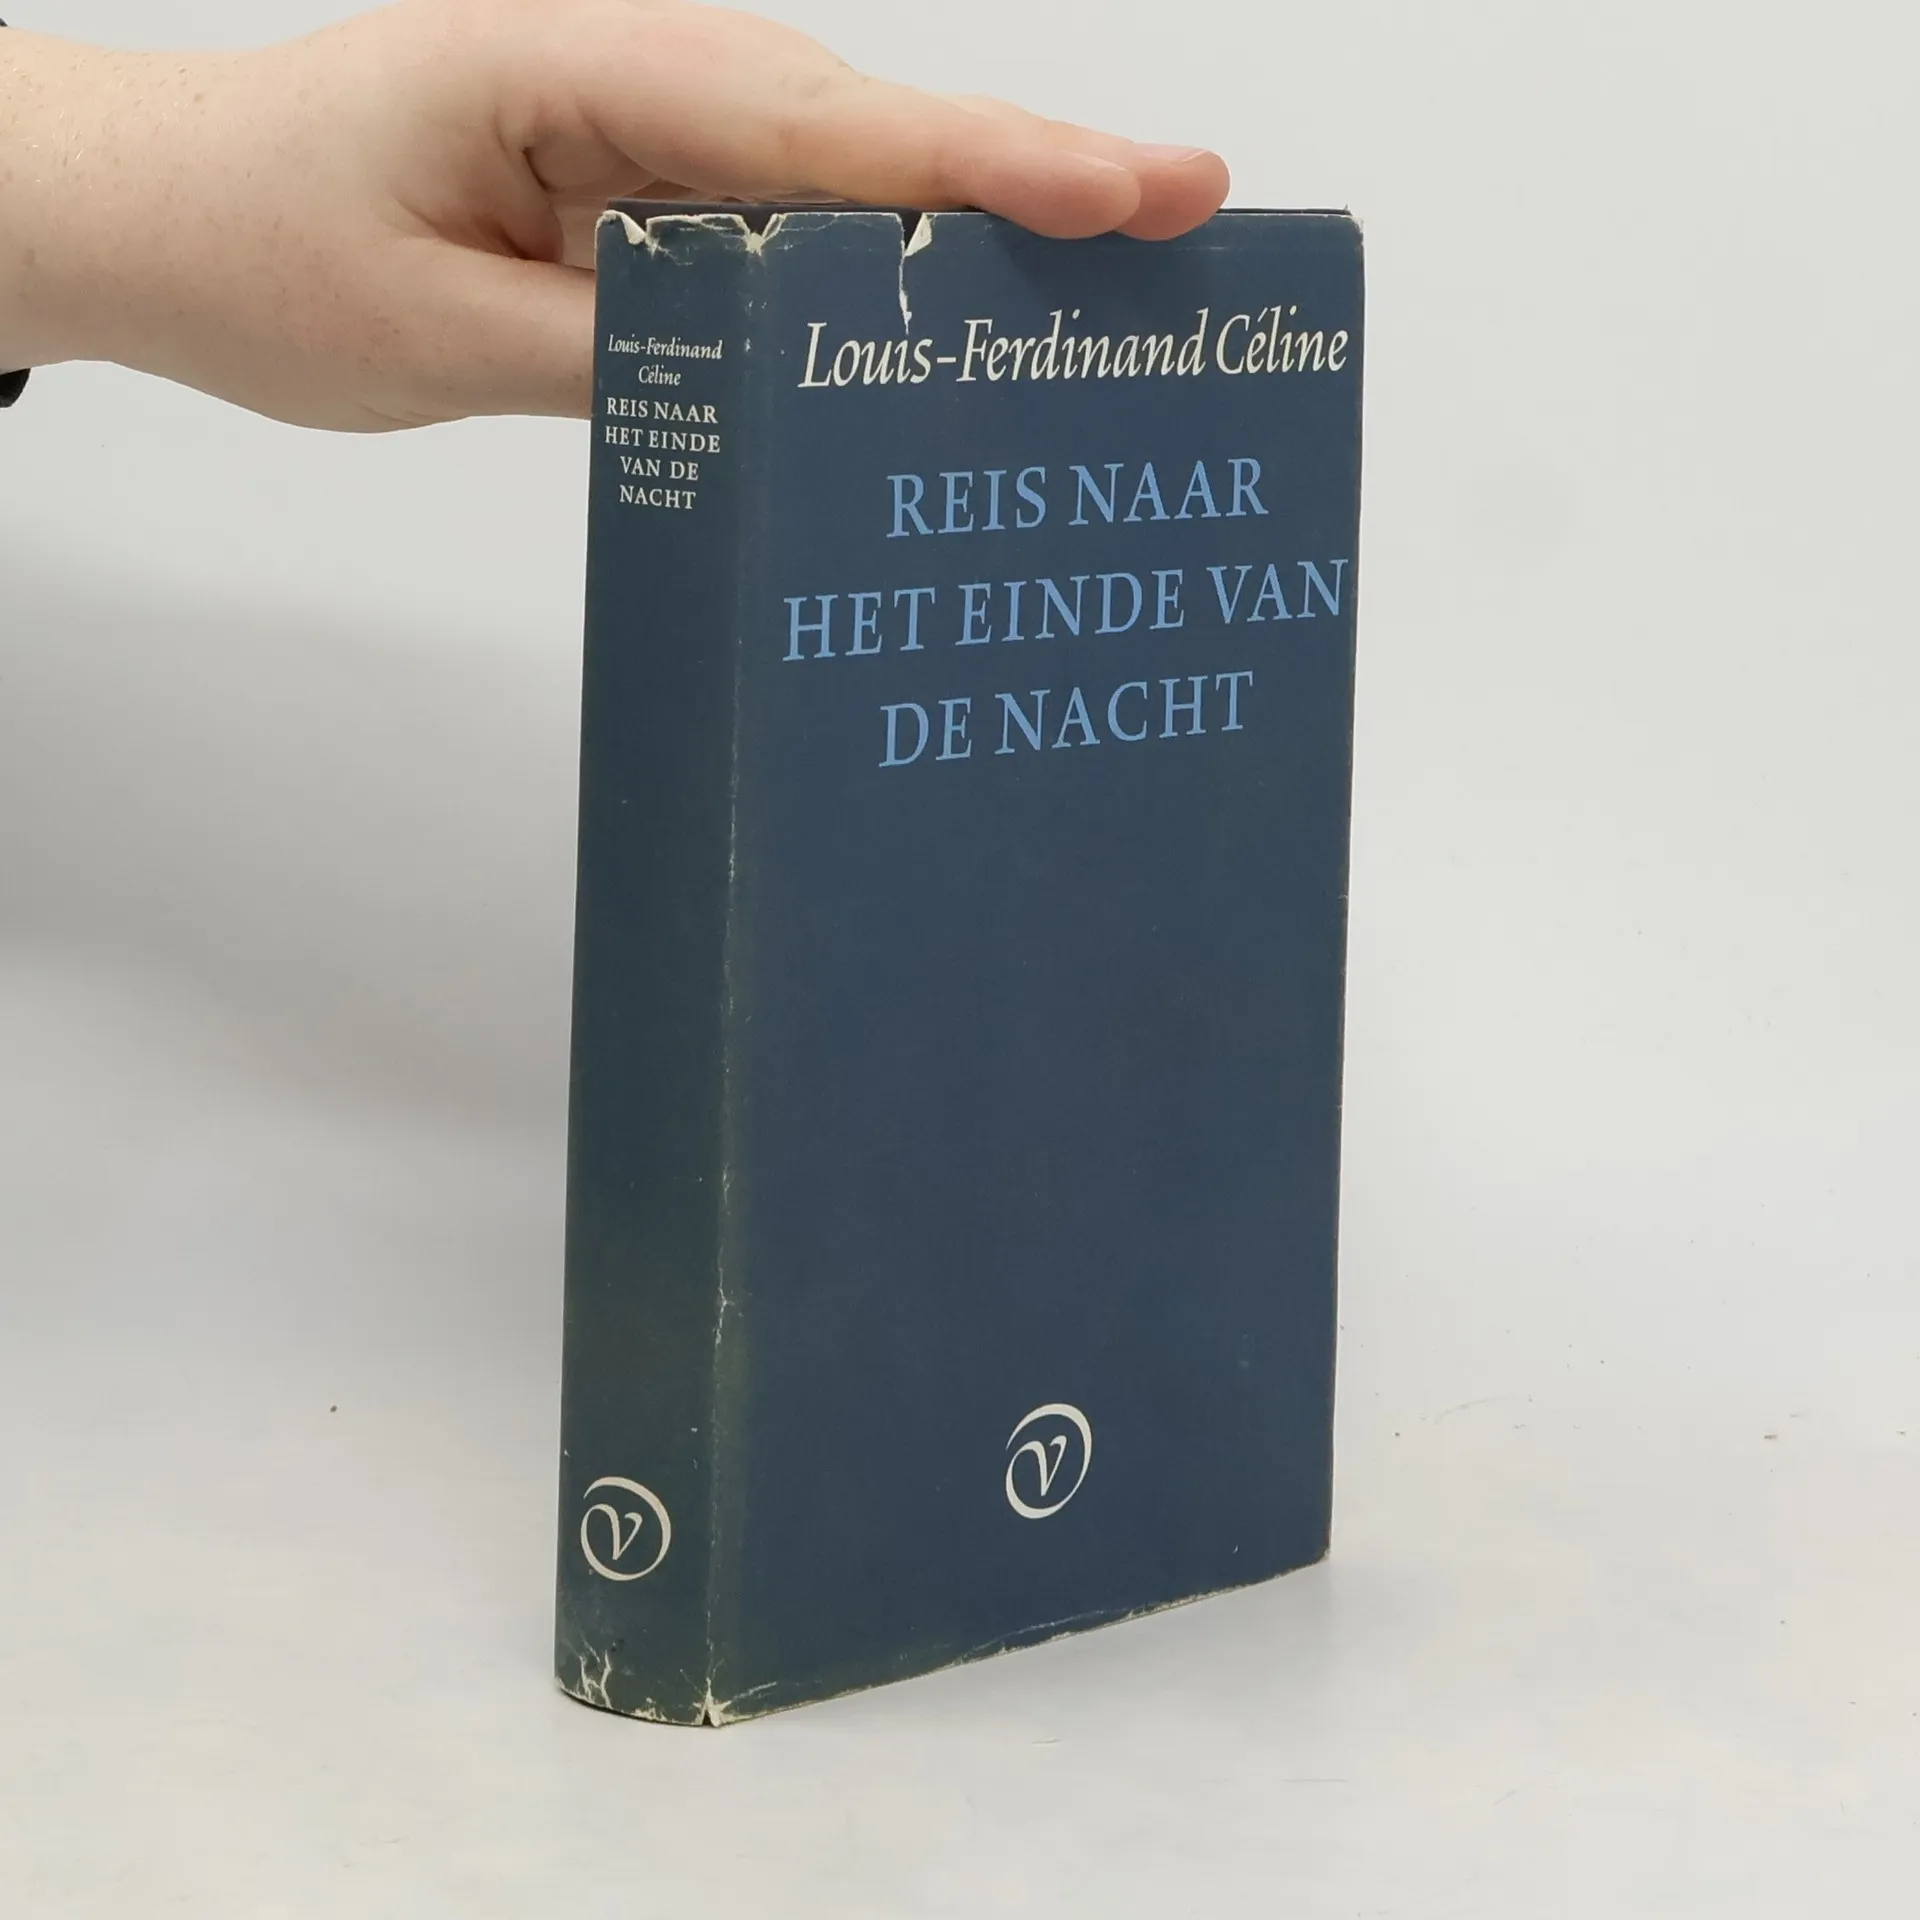 Louis-Ferdinand
Céline
REIS NAAR
HET EINDE
VAN DE
NACHT
V
Louis-Ferdinand Céline
REIS NAAR
HET EINDE VAN
DE NACHT
V